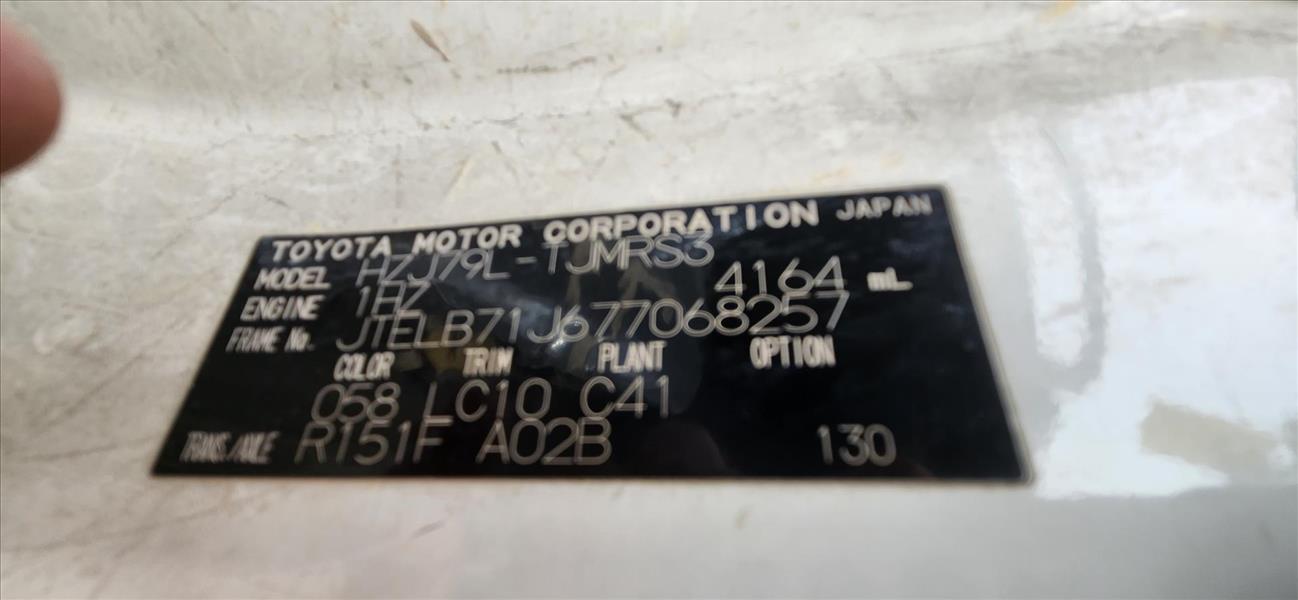 TOYOTA MOTOR CORPORATION JAPAN
MODEL HZJ79L-TJMRS3
ENGINE 1HZ 4164 mL
FRAME No. JTELB71J677068257
COLOR TRIM PLANT OPTION
058 LC10 C41
TRANS./AXLE R151F A02B 130